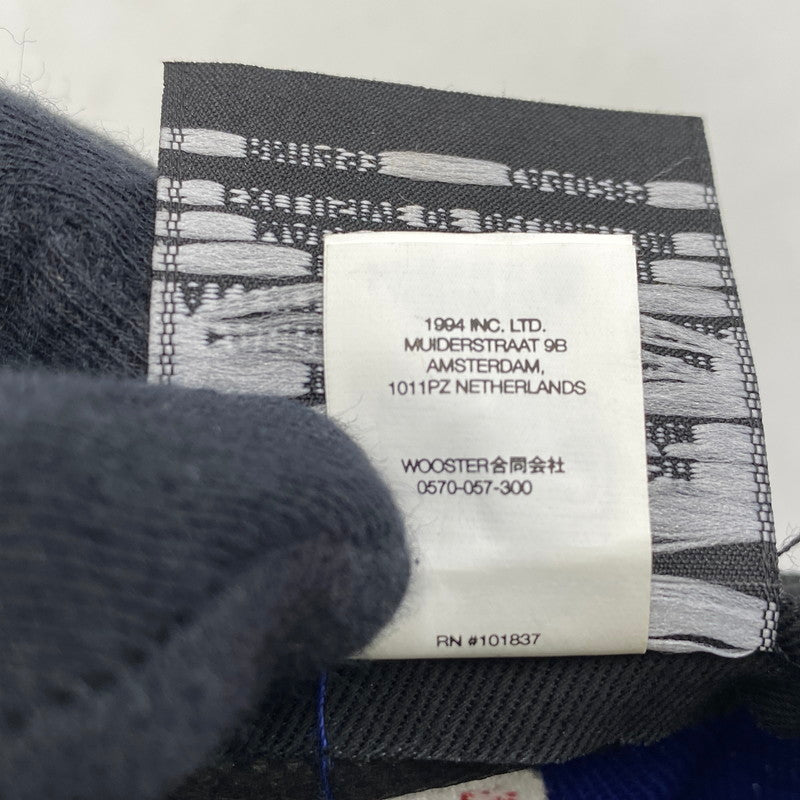 1994 INC. LTD.
MUIDERSTRAAT 9B
AMSTERDAM,
1011PZ NETHERLANDS
WOOSTER合同会社
0570-057-300
RN #101837